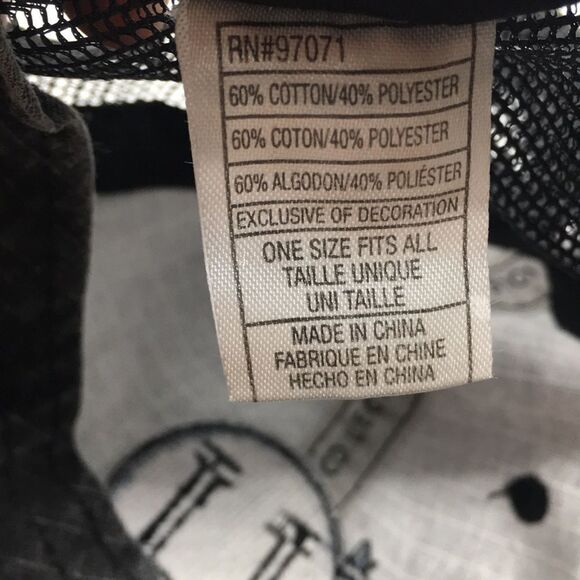 RN#97071
60% COTTON/40% POLYESTER
60% COTON/40% POLYESTER
60% ALGODON/40% POLIÉSTER
EXCLUSIVE OF DECORATION
ONE SIZE FITS ALL
TAILLE UNIQUE
UNI TAILLE
MADE IN CHINA
FABRIQUE EN CHINE
HECHO EN CHINA